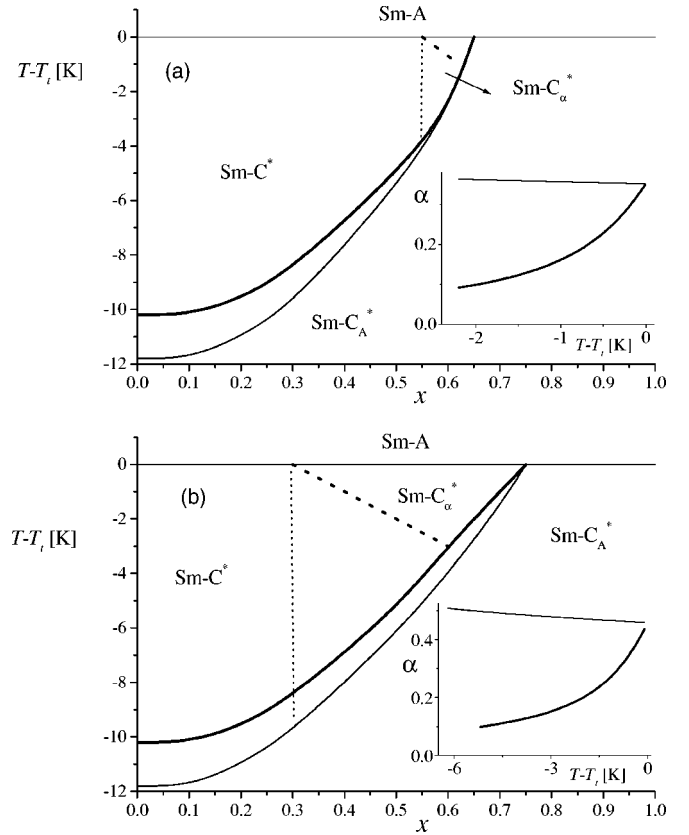 Sm-A
0
T-T_t [K]
(a)
Sm-C_α^*
-2
-4
Sm-C^*
-6
α
0.2
-8
-10
Sm-C_A^*
0.0
-2
-1
0
T-T_t [K]
-12
0.0 0.1 0.2 0.3 0.4 0.5 0.6 0.7 0.8 0.9 1.0
x
Sm-A
0
(b)
Sm-C_α^*
T-T_t [K]
-2
Sm-C_A^*
-4
Sm-C^*
-6
0.4
α
-8
0.2
-10
0.0
-6
-3
0
T-T_t [K]
-12
0.0 0.1 0.2 0.3 0.4 0.5 0.6 0.7 0.8 0.9 1.0
x